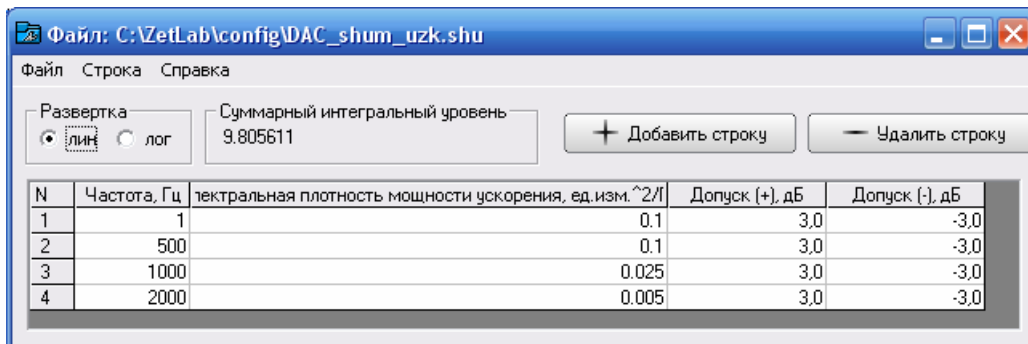 Файл: C:\ZetLab\config\DAC_shum_uzk.shu
Файл Строка Справка
Развертка
лин лог
Суммарный интегральный уровень
9.805611
Добавить строку
Удалить строку
N Частота, Гц пектральная плотность мощности ускорения, ед.изм.^2/Г Допуск (+), дБ Допуск (-), дБ
1 1 0.1 3,0 -3,0
2 500 0.1 3,0 -3,0
3 1000 0.025 3,0 -3,0
4 2000 0.005 3,0 -3,0